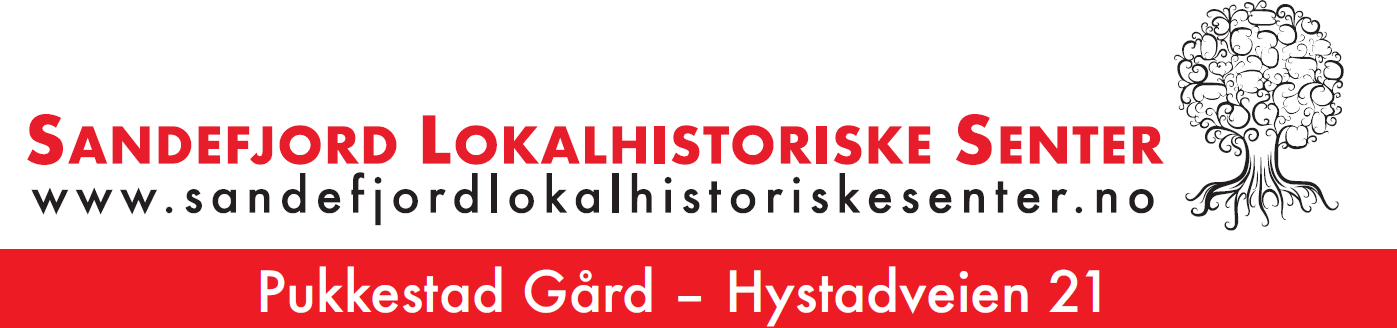 SANDEFJORD LOKALHISTORISKE SENTER
www.sandefjordlokalhistoriskesenter.no
Pukkestad Gård – Hystadveien 21